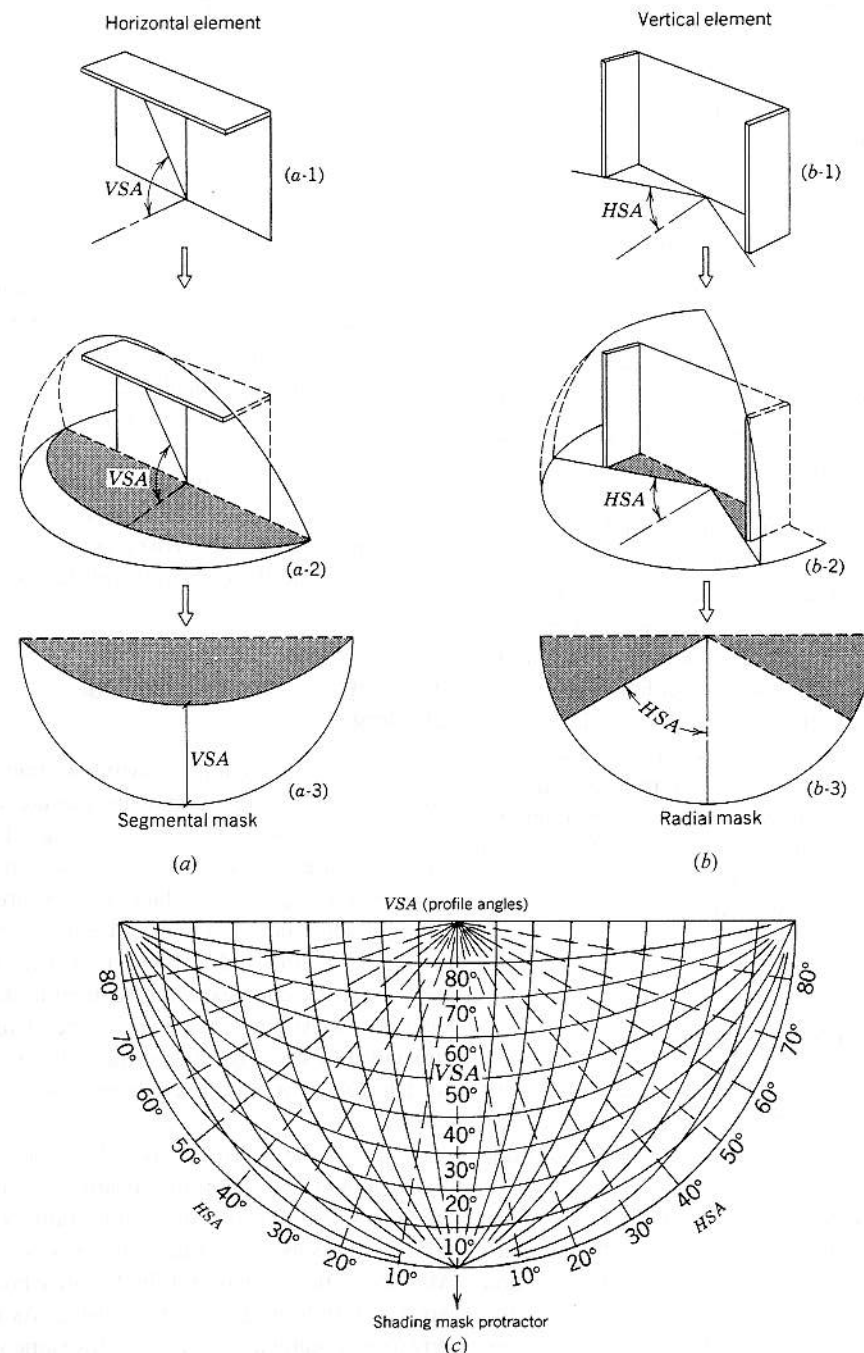 Horizontal element
Vertical element
(a-1)
VSA
(b-1)
HSA
VSA
(a-2)
HSA
(b-2)
VSA
(a-3)
Segmental mask
(a)
HSA
(b-3)
Radial mask
(b)
VSA (profile angles)
80° 80° 80°
70° 70° 70°
60° 60° 60°
VSA
50° 50° 50°
40° 40° 40°
30° 30° 30°
20° 20° 20°
10° 10° 10°
HSA HSA
Shading mask protractor
(c)